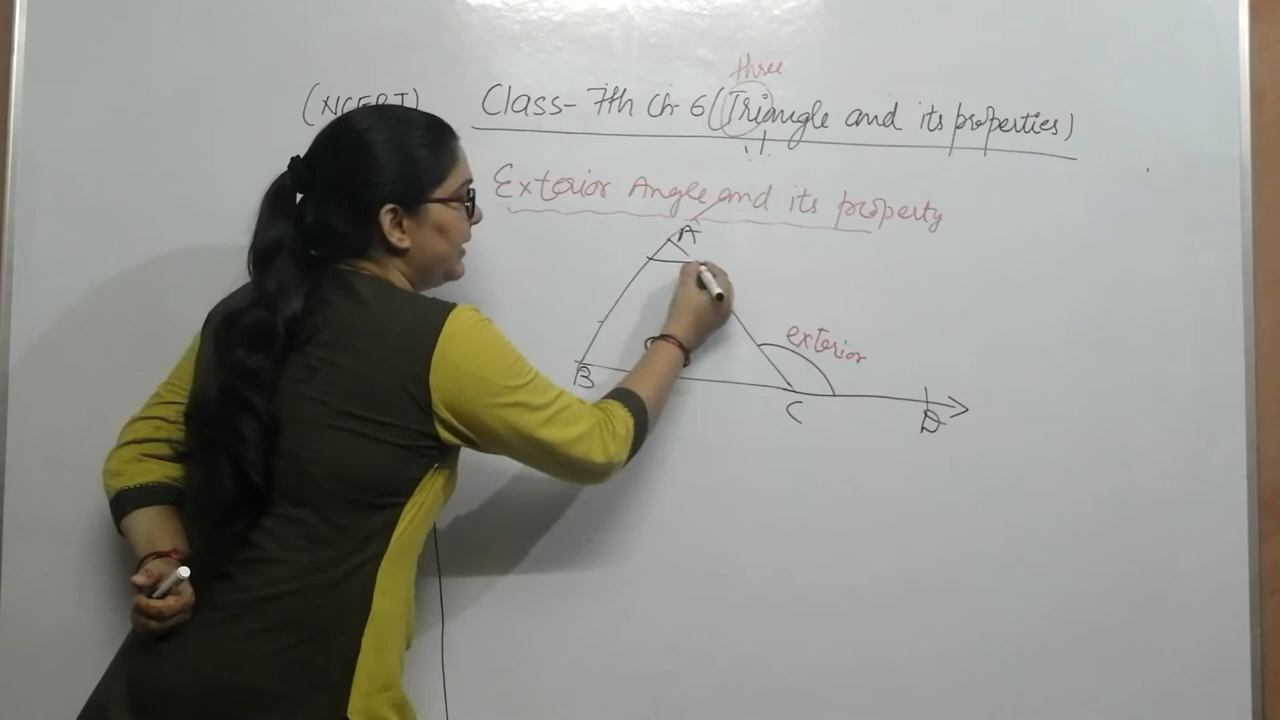 three
(NCERT) Class- 7th Ch- 6 (Triangle and its properties)
Exterior Angle and its property
A
exterior
B
C
D